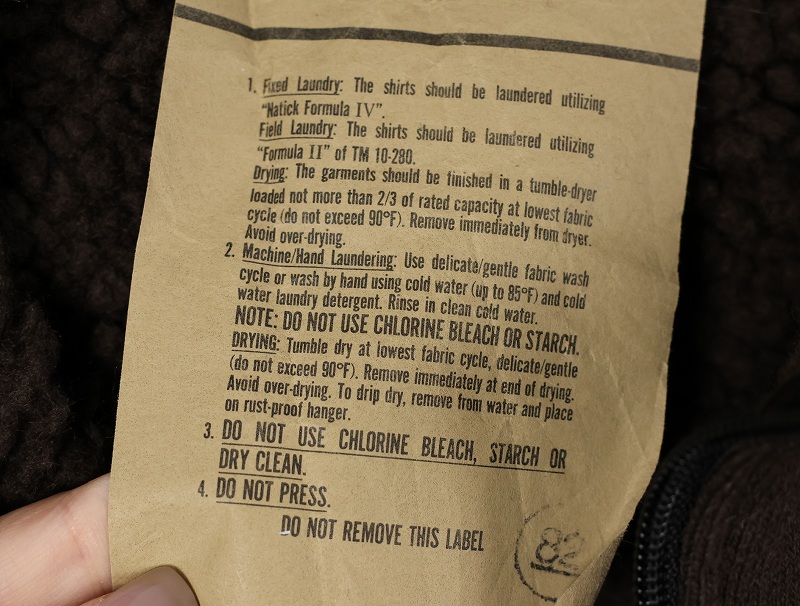 1. Fixed Laundry: The shirts should be laundered utilizing
"Natick Formula IV".
Field Laundry: The shirts should be laundered utilizing
"Formula II" of TM 10-280.
Drying: The garments should be finished in a tumble-dryer
loaded not more than 2/3 of rated capacity at lowest fabric
cycle (do not exceed 90°F). Remove immediately from dryer.
Avoid over-drying.
2. Machine/Hand Laundering: Use delicate/gentle fabric wash
cycle or wash by hand using cold water (up to 85°F) and cold
water laundry detergent. Rinse in clean cold water.
NOTE: DO NOT USE CHLORINE BLEACH OR STARCH.
DRYING: Tumble dry at lowest fabric cycle, delicate/gentle
(do not exceed 90°F). Remove immediately at end of drying.
Avoid over-drying. To drip dry, remove from water and place
on rust-proof hanger.
3. DO NOT USE CHLORINE BLEACH, STARCH OR
DRY CLEAN.
4. DO NOT PRESS.
DO NOT REMOVE THIS LABEL
82